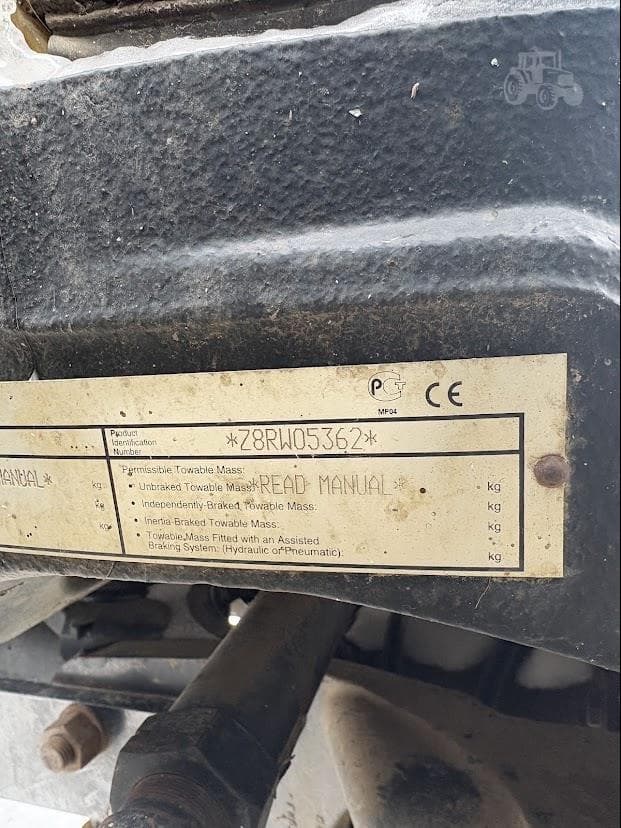 PCT
MP04
CE
Product
Identification
Number
*Z8RW05362*
MANUAL*
kg
kg
kg
Permissible Towable Mass:
• Unbraked Towable Mass: *READ MANUAL* kg
• Independently-Braked Towable Mass: kg
• Inertia-Braked Towable Mass: kg
• Towable Mass Fitted with an Assisted
Braking System: (Hydraulic or Pneumatic): kg